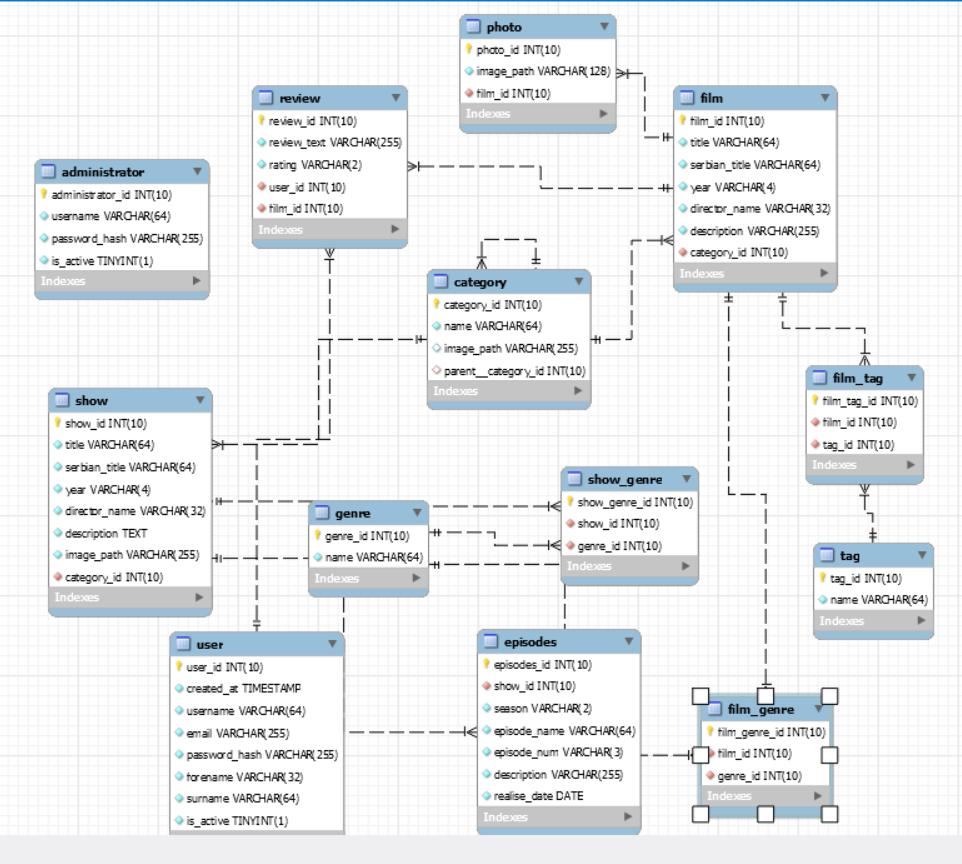 photo
photo_id INT(10)
image_path VARCHAR(128)
film_id INT(10)
Indexes
review
review_id INT(10)
review_text VARCHAR(255)
rating VARCHAR(2)
user_id INT(10)
film_id INT(10)
Indexes
film
film_id INT(10)
title VARCHAR(64)
serbian_title VARCHAR(64)
year VARCHAR(4)
director_name VARCHAR(32)
description VARCHAR(255)
category_id INT(10)
Indexes
administrator
administrator_id INT(10)
username VARCHAR(64)
password_hash VARCHAR(255)
is_active TINYINT(1)
Indexes
category
category_id INT(10)
name VARCHAR(64)
image_path VARCHAR(255)
parent__category_id INT(10)
Indexes
film_tag
film_tag_id INT(10)
film_id INT(10)
tag_id INT(10)
Indexes
show
show_id INT(10)
title VARCHAR(64)
serbian_title VARCHAR(64)
year VARCHAR(4)
director_name VARCHAR(32)
description TEXT
image_path VARCHAR(255)
category_id INT(10)
Indexes
genre
genre_id INT(10)
name VARCHAR(64)
Indexes
show_genre
show_genre_id INT(10)
show_id INT(10)
genre_id INT(10)
Indexes
tag
tag_id INT(10)
name VARCHAR(64)
Indexes
user
user_id INT(10)
created_at TIMESTAMP
username VARCHAR(64)
email VARCHAR(255)
password_hash VARCHAR(255)
forename VARCHAR(32)
surname VARCHAR(64)
is_active TINYINT(1)
episodes
episodes_id INT(10)
show_id INT(10)
season VARCHAR(2)
episode_name VARCHAR(64)
episode_num VARCHAR(3)
description VARCHAR(255)
realise_date DATE
Indexes
film_genre
film_genre_id INT(10)
film_id INT(10)
genre_id INT(10)
Indexes